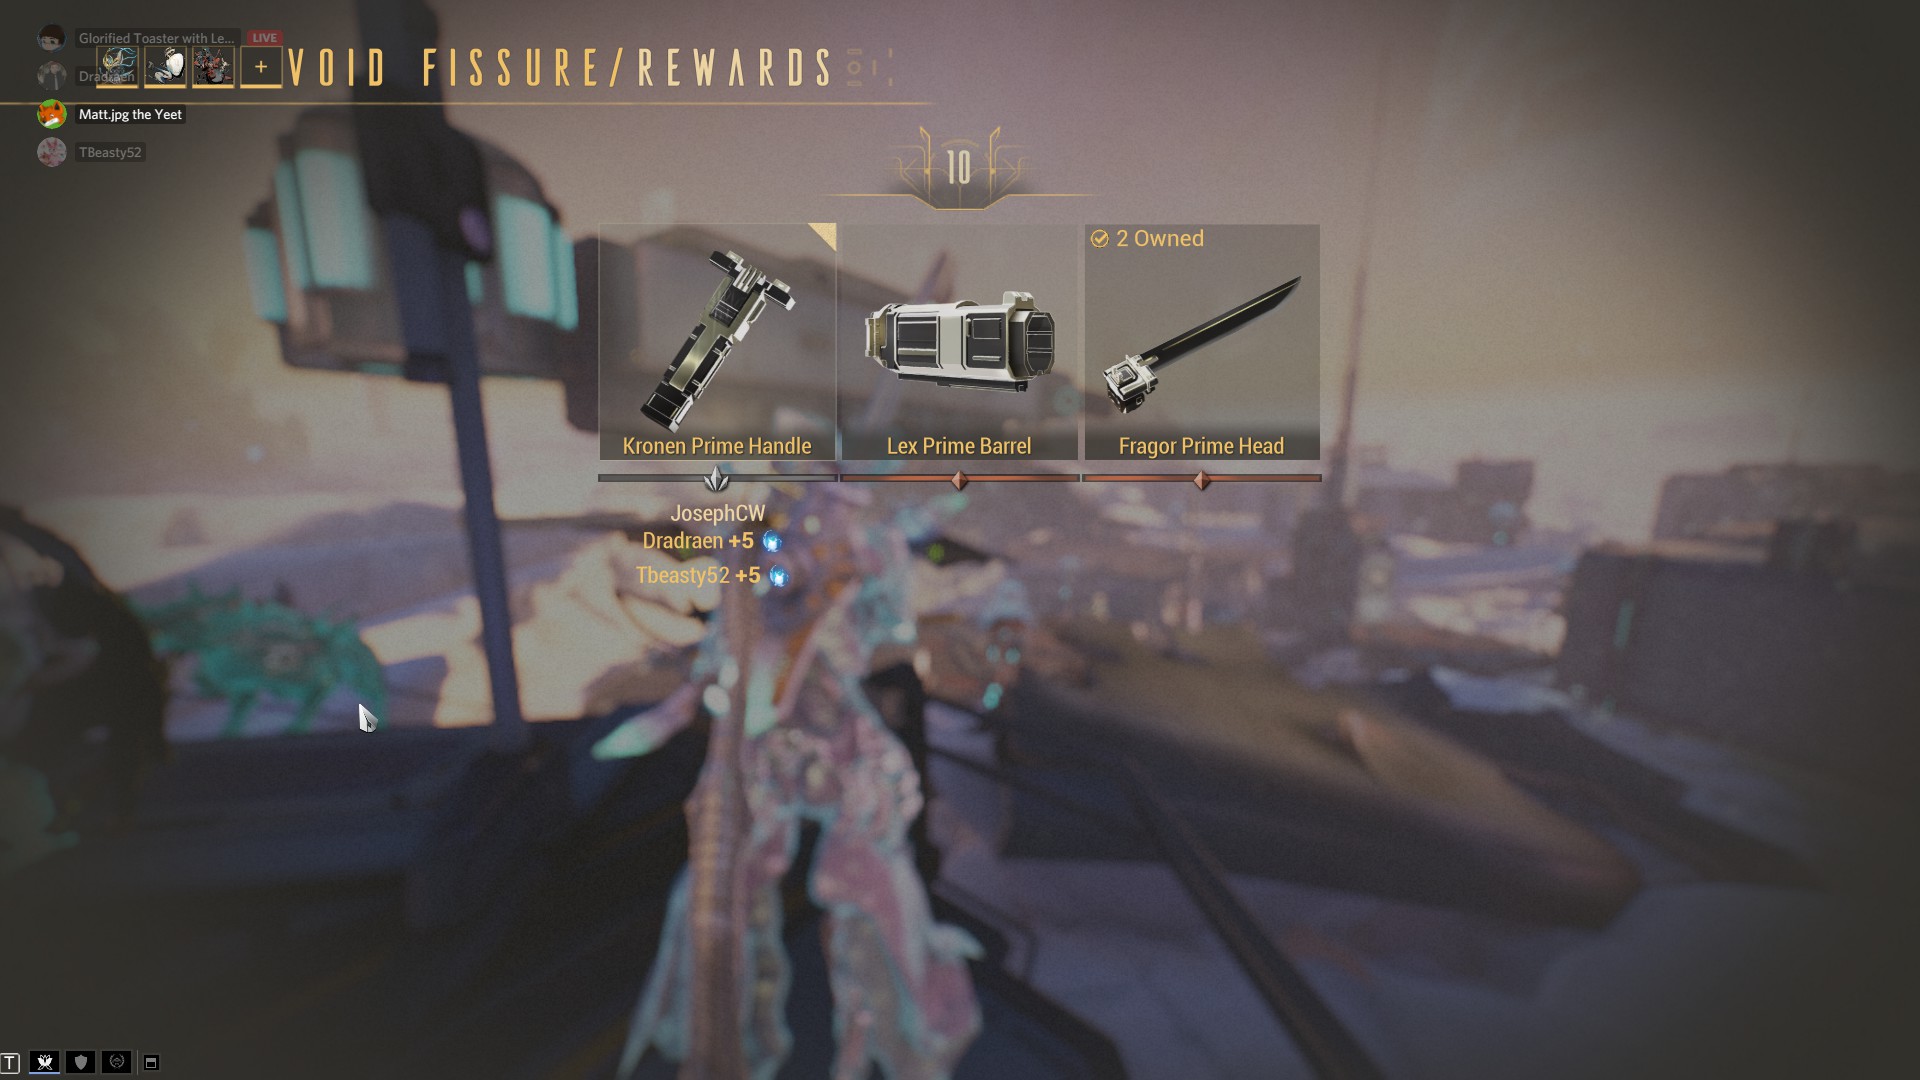 Glorified Toaster with Le...
LIVE
Dradraen
+
VOID FISSURE/REWARDS
Matt.jpg the Yeet
TBeasty52
10
2 Owned
Kronen Prime Handle
Lex Prime Barrel
Fragor Prime Head
JosephCW
Dradraen +5
Tbeasty52 +5
T